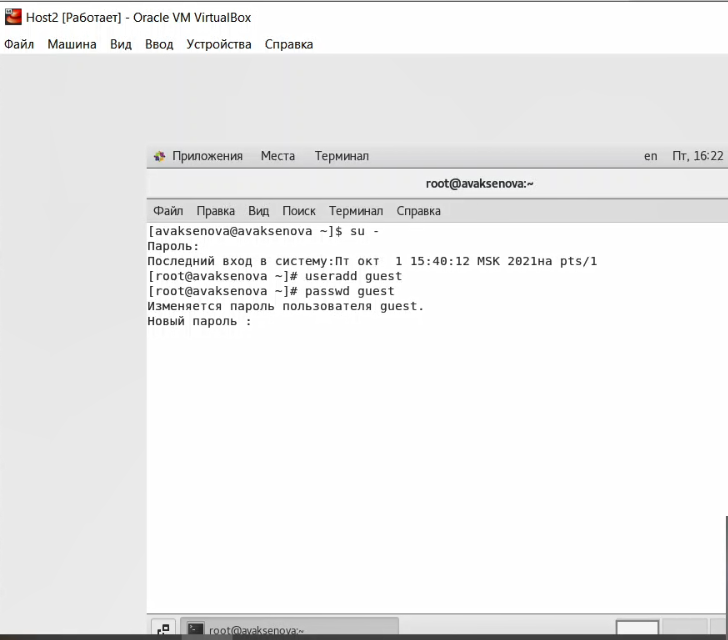 Host2 [Работает] - Oracle VM VirtualBox
Файл Машина Вид Ввод Устройства Справка
Приложения Места Терминал en Пт, 16:22
root@avaksenova:~
Файл Правка Вид Поиск Терминал Справка
[avaksenova@avaksenova ~]$ su -
Пароль:
Последний вход в систему:Пт окт  1 15:40:12 MSK 2021на pts/1
[root@avaksenova ~]# useradd guest
[root@avaksenova ~]# passwd guest
Изменяется пароль пользователя guest.
Новый пароль :
root@avaksenova:~